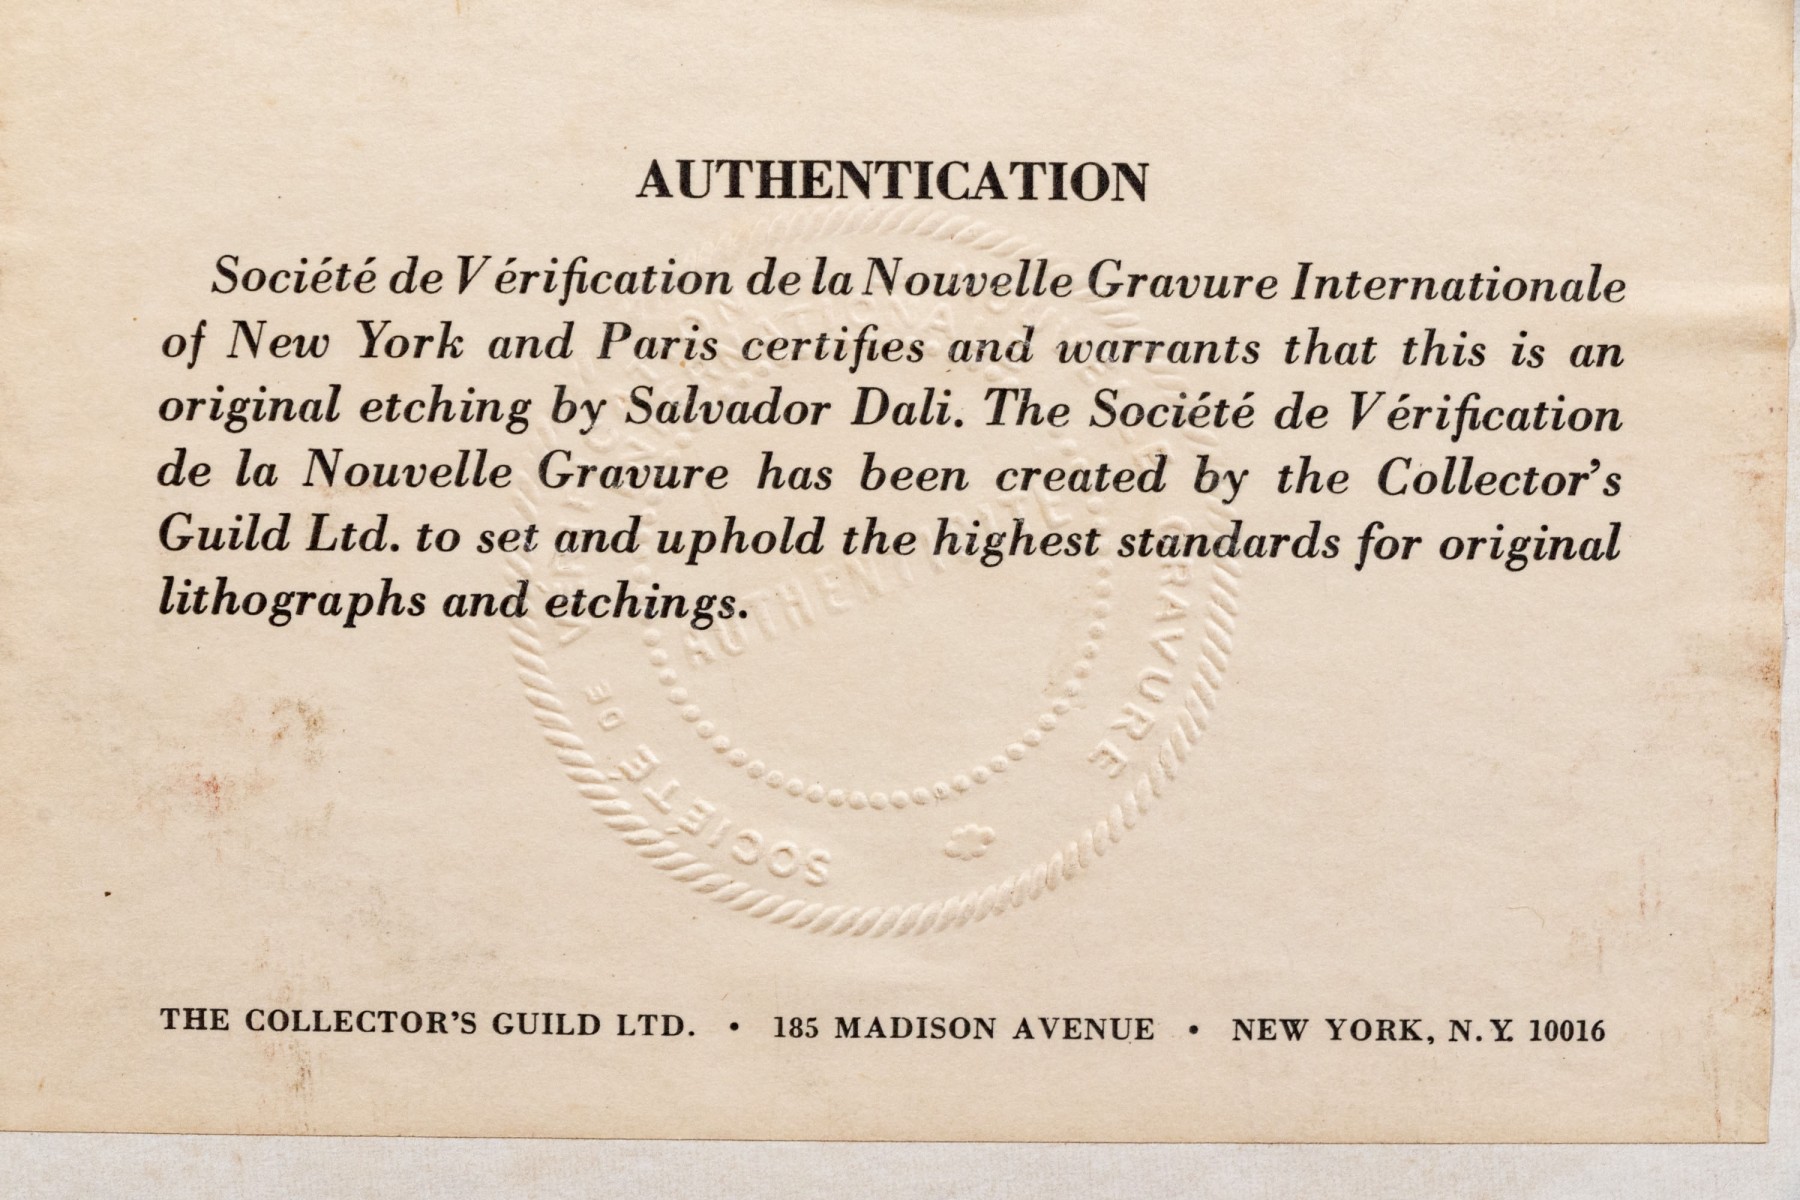 AUTHENTICATION
Société de Vérification de la Nouvelle Gravure Internationale
of New York and Paris certifies and warrants that this is an
original etching by Salvador Dali. The Société de Vérification
de la Nouvelle Gravure has been created by the Collector's
Guild Ltd. to set and uphold the highest standards for original
lithographs and etchings.
SOCIÉTÉ DE
GRAVURE
THE COLLECTOR'S GUILD LTD. • 185 MADISON AVENUE • NEW YORK, N.Y. 10016